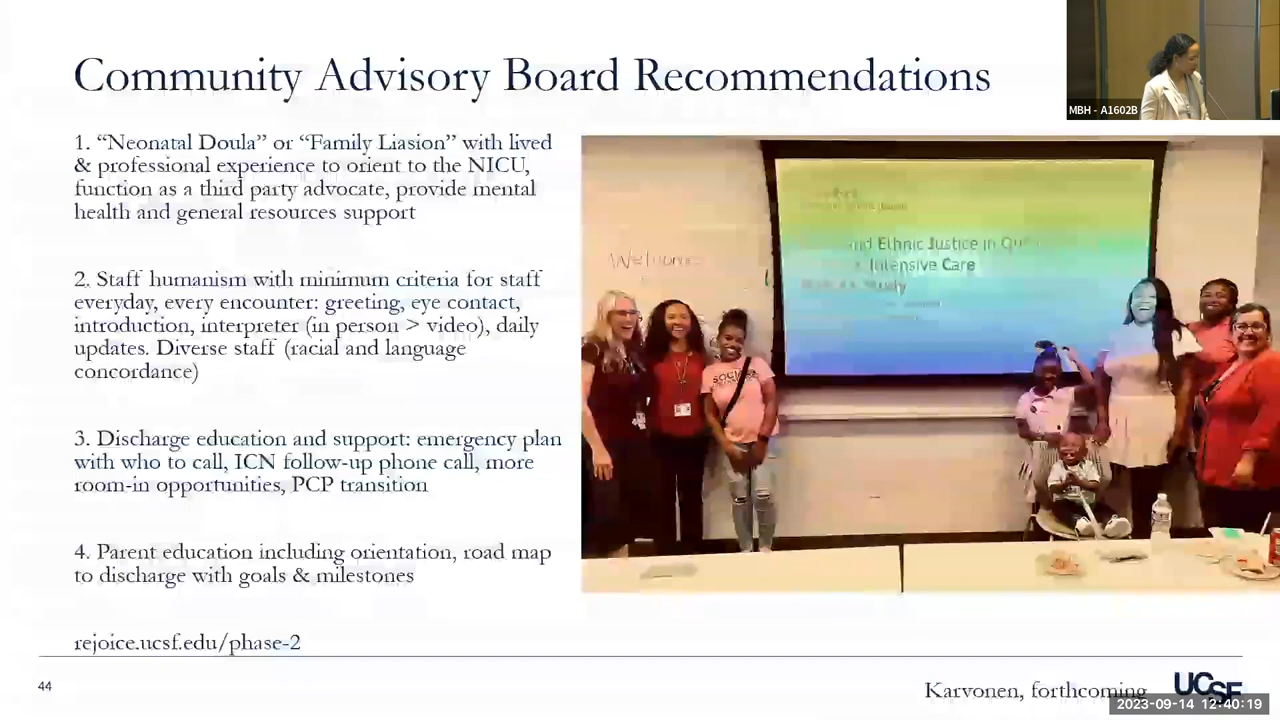 Community Advisory Board Recommendations
MBH - A1602B
1. “Neonatal Doula” or “Family Liasion” with lived
& professional experience to orient to the NICU,
function as a third party advocate, provide mental
health and general resources support
2. Staff humanism with minimum criteria for staff
everyday, every encounter: greeting, eye contact,
introduction, interpreter (in person > video), daily
updates. Diverse staff (racial and language
concordance)
3. Discharge education and support: emergency plan
with who to call, ICN follow-up phone call, more
room-in opportunities, PCP transition
4. Parent education including orientation, road map
to discharge with goals & milestones
rejoice.ucsf.edu/phase-2
Welcome
and Ethnic Justice in
Intensive Care
Study
44
Karvonen, forthcoming
UCSF
2023-09-14 12:40:19